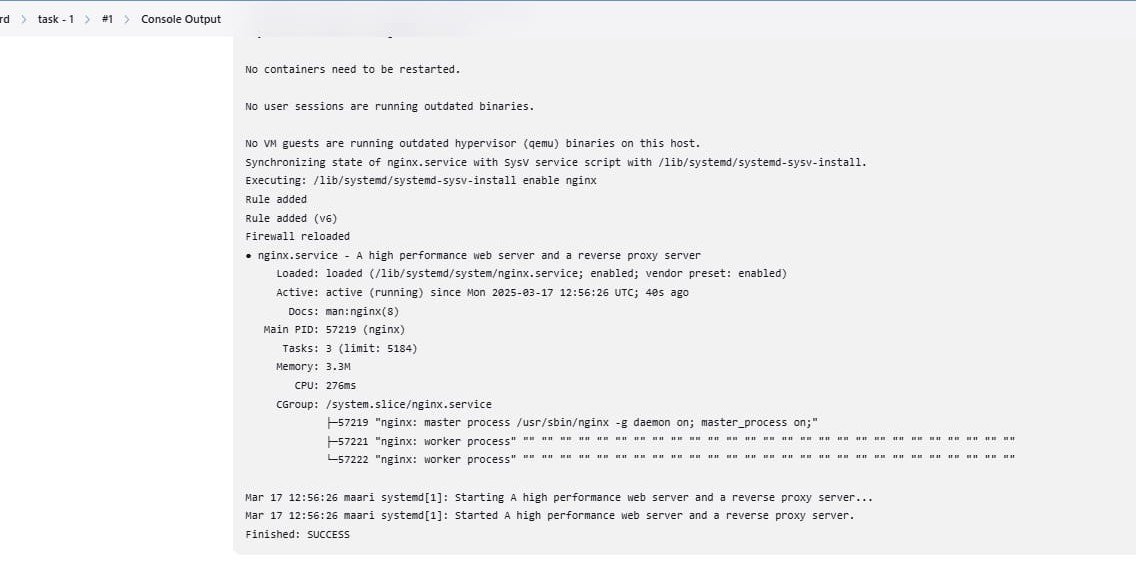 rd > task - 1 > #1 > Console Output
No containers need to be restarted.
No user sessions are running outdated binaries.
No VM guests are running outdated hypervisor (qemu) binaries on this host.
Synchronizing state of nginx.service with SysV service script with /lib/systemd/systemd-sysv-install.
Executing: /lib/systemd/systemd-sysv-install enable nginx
Rule added
Rule added (v6)
Firewall reloaded
● nginx.service - A high performance web server and a reverse proxy server
Loaded: loaded (/lib/systemd/system/nginx.service; enabled; vendor preset: enabled)
Active: active (running) since Mon 2025-03-17 12:56:26 UTC; 40s ago
Docs: man:nginx(8)
Main PID: 57219 (nginx)
Tasks: 3 (limit: 5184)
Memory: 3.3M
CPU: 276ms
CGroup: /system.slice/nginx.service
├─57219 "nginx: master process /usr/sbin/nginx -g daemon on; master_process on;"
├─57221 "nginx: worker process" "" "" "" "" "" "" "" "" "" "" "" "" "" "" "" "" "" "" "" "" "" "" "" "" "" "" ""
└─57222 "nginx: worker process" "" "" "" "" "" "" "" "" "" "" "" "" "" "" "" "" "" "" "" "" "" "" "" "" "" "" ""
Mar 17 12:56:26 maari systemd[1]: Starting A high performance web server and a reverse proxy server...
Mar 17 12:56:26 maari systemd[1]: Started A high performance web server and a reverse proxy server.
Finished: SUCCESS